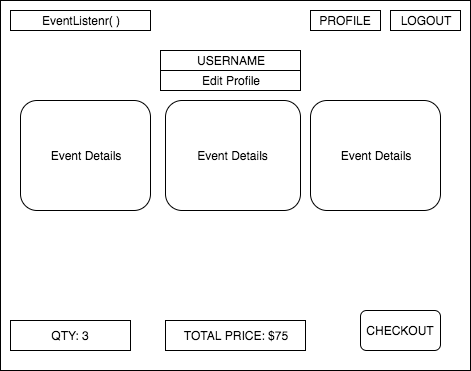 EventListenr( )
PROFILE
LOGOUT
USERNAME
Edit Profile
Event Details
Event Details
Event Details
QTY: 3
TOTAL PRICE: $75
CHECKOUT